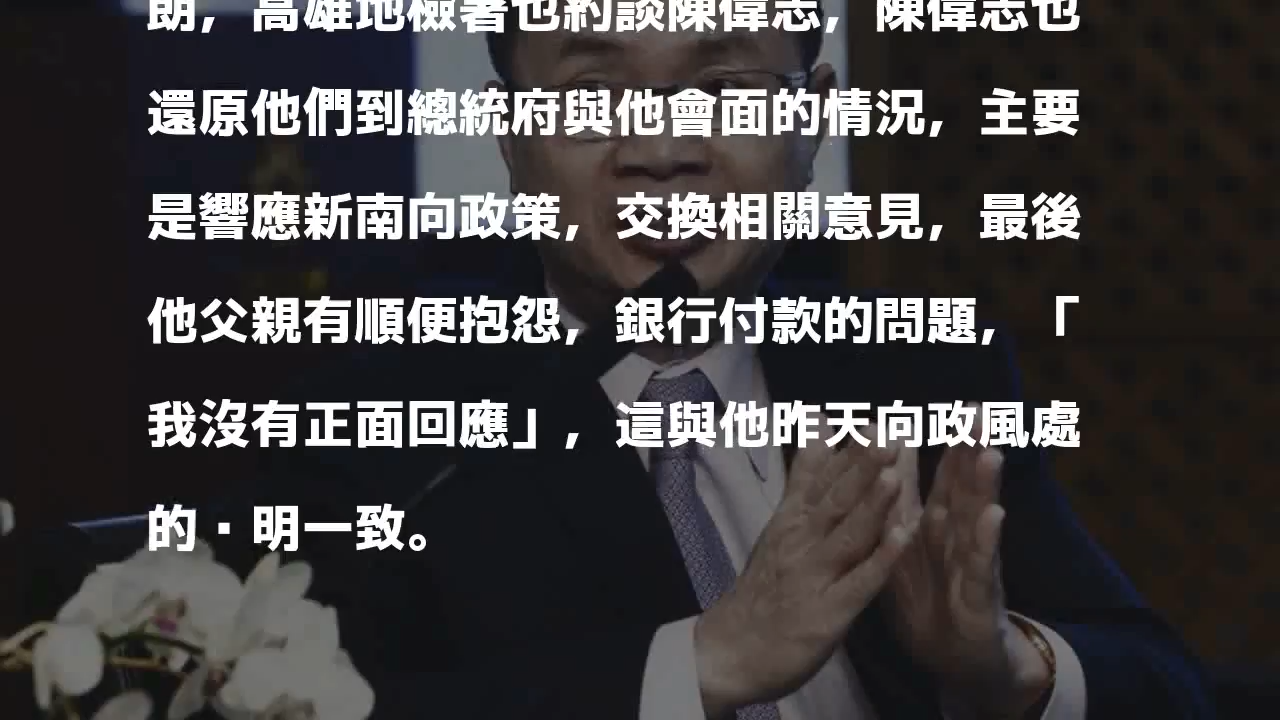 朗，高雄地檢署也約談陳偉志，陳偉志也
還原他們到總統府與他會面的情況，主要
是響應新南向政策，交換相關意見，最後
他父親有順便抱怨，銀行付款的問題，「
我沒有正面回應」，這與他昨天向政風處
的·明一致。